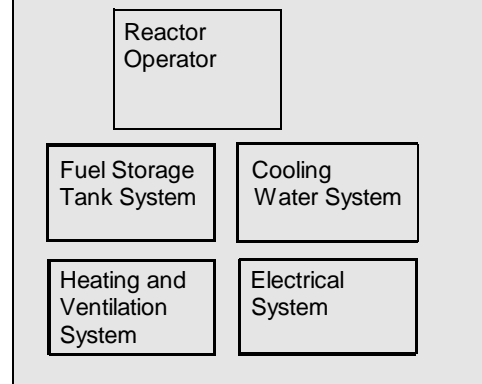 Reactor
Operator
Fuel Storage
Tank System
Cooling
Water System
Heating and
Ventilation
System
Electrical
System